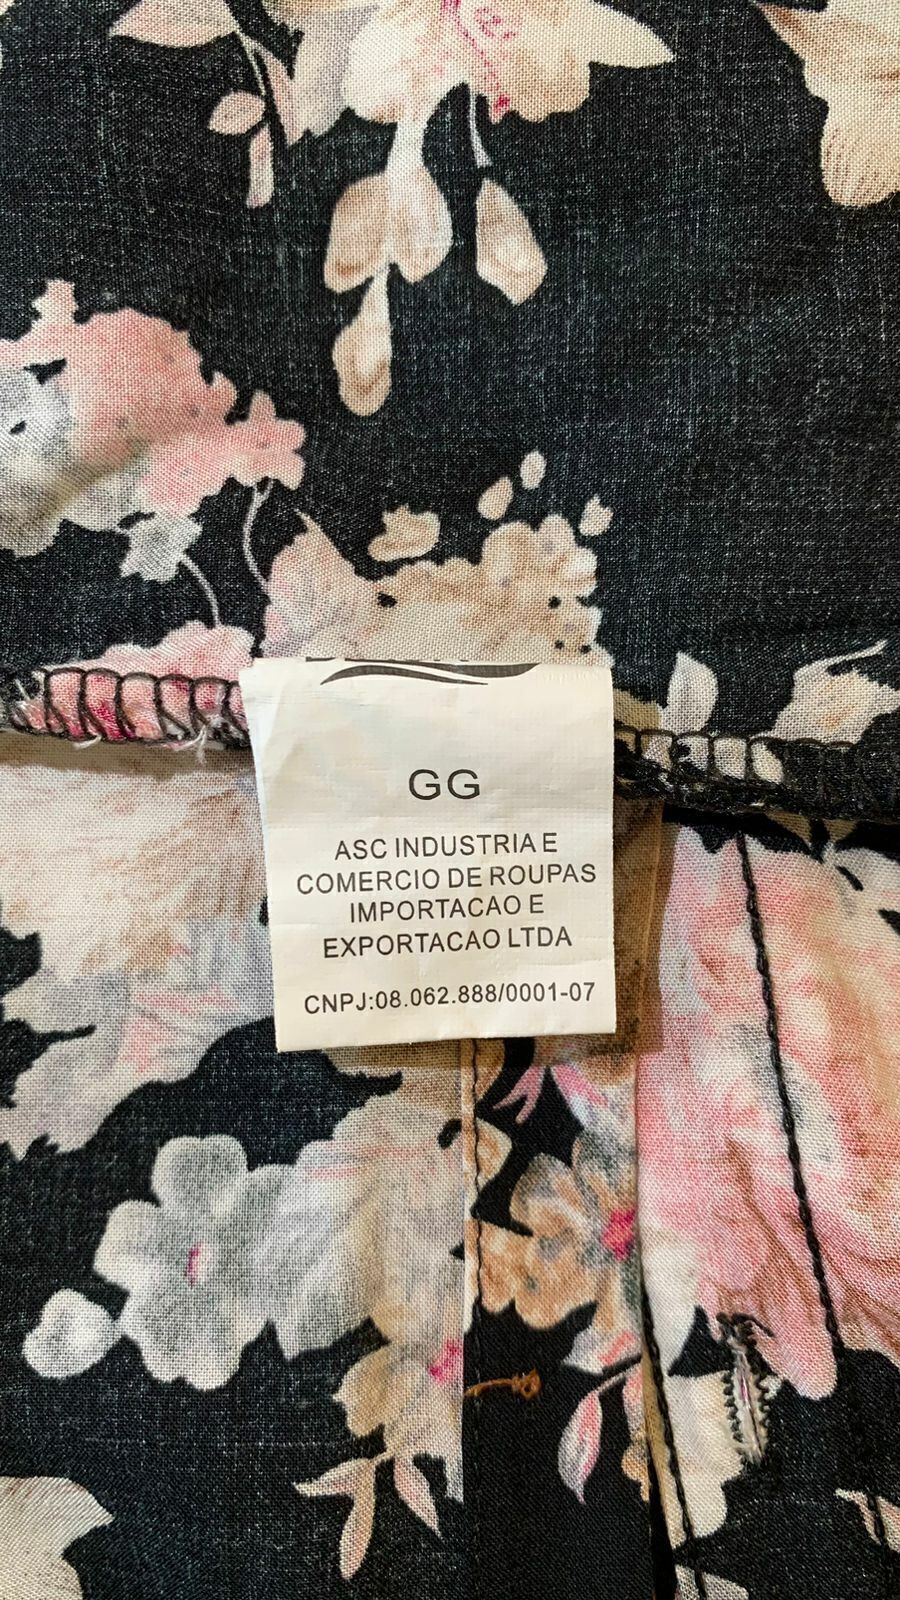 GG
ASC INDUSTRIA E
COMERCIO DE ROUPAS
IMPORTACAO E
EXPORTACAO LTDA
CNPJ:08.062.888/0001-07